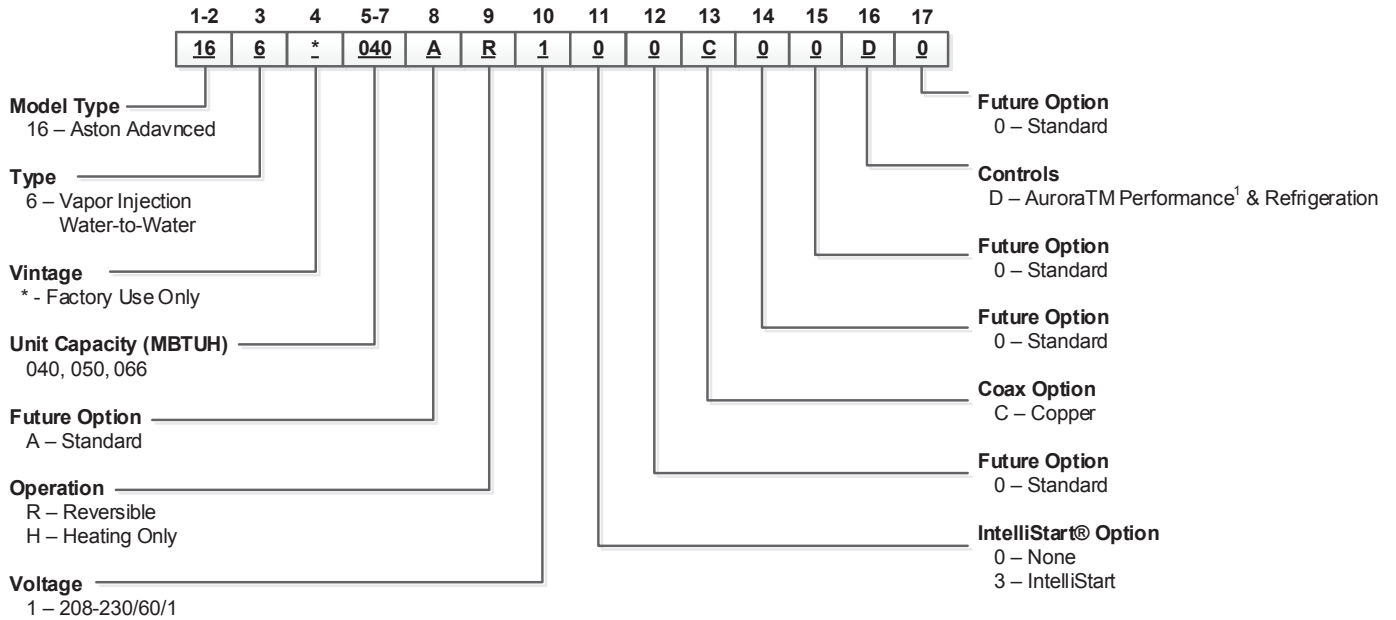 1-2 3 4 5-7 8 9 10 11 12 13 14 15 16 17
16 6 * 040 A R 1 0 0 C 0 0 D 0
Model Type
16 – Aston Adavnced
Type
6 – Vapor Injection
Water-to-Water
Vintage
* - Factory Use Only
Unit Capacity (MBTUH)
040, 050, 066
Future Option
A – Standard
Operation
R – Reversible
H – Heating Only
Voltage
1 – 208-230/60/1
Future Option
0 – Standard
Controls
D – AuroraTM Performance¹ & Refrigeration
Future Option
0 – Standard
Future Option
0 – Standard
Coax Option
C – Copper
Future Option
0 – Standard
IntelliStart® Option
0 – None
3 – IntelliStart